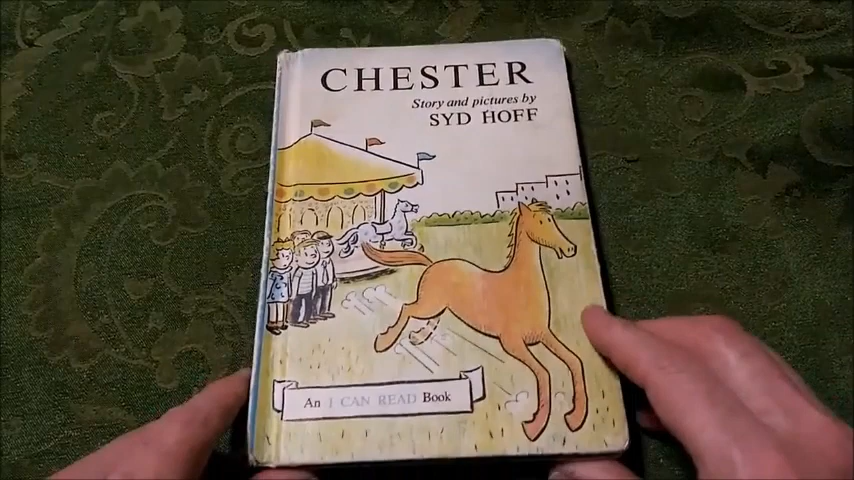 CHESTER
Story and pictures by
SYD HOFF
An I CAN READ Book